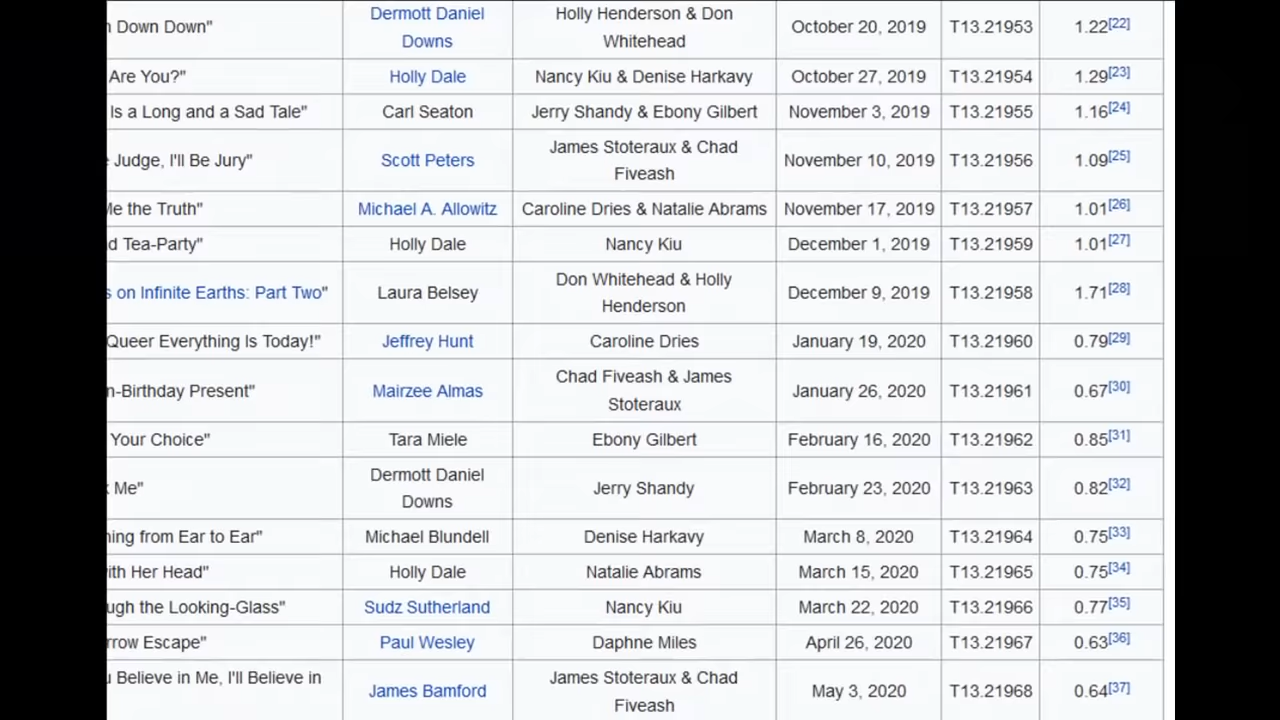 Down Down" Dermott Daniel Downs Holly Henderson & Don Whitehead October 20, 2019 T13.21953 1.22[22]
Are You?" Holly Dale Nancy Kiu & Denise Harkavy October 27, 2019 T13.21954 1.29[23]
Is a Long and a Sad Tale" Carl Seaton Jerry Shandy & Ebony Gilbert November 3, 2019 T13.21955 1.16[24]
Judge, I'll Be Jury" Scott Peters James Stoteraux & Chad Fiveash November 10, 2019 T13.21956 1.09[25]
Me the Truth" Michael A. Allowitz Caroline Dries & Natalie Abrams November 17, 2019 T13.21957 1.01[26]
d Tea-Party" Holly Dale Nancy Kiu December 1, 2019 T13.21959 1.01[27]
s on Infinite Earths: Part Two" Laura Belsey Don Whitehead & Holly Henderson December 9, 2019 T13.21958 1.71[28]
Queer Everything Is Today!" Jeffrey Hunt Caroline Dries January 19, 2020 T13.21960 0.79[29]
n-Birthday Present" Mairzee Almas Chad Fiveash & James Stoteraux January 26, 2020 T13.21961 0.67[30]
Your Choice" Tara Miele Ebony Gilbert February 16, 2020 T13.21962 0.85[31]
Me" Dermott Daniel Downs Jerry Shandy February 23, 2020 T13.21963 0.82[32]
ning from Ear to Ear" Michael Blundell Denise Harkavy March 8, 2020 T13.21964 0.75[33]
ith Her Head" Holly Dale Natalie Abrams March 15, 2020 T13.21965 0.75[34]
ugh the Looking-Glass" Sudz Sutherland Nancy Kiu March 22, 2020 T13.21966 0.77[35]
rrow Escape" Paul Wesley Daphne Miles April 26, 2020 T13.21967 0.63[36]
u Believe in Me, I'll Believe in James Bamford James Stoteraux & Chad Fiveash May 3, 2020 T13.21968 0.64[37]